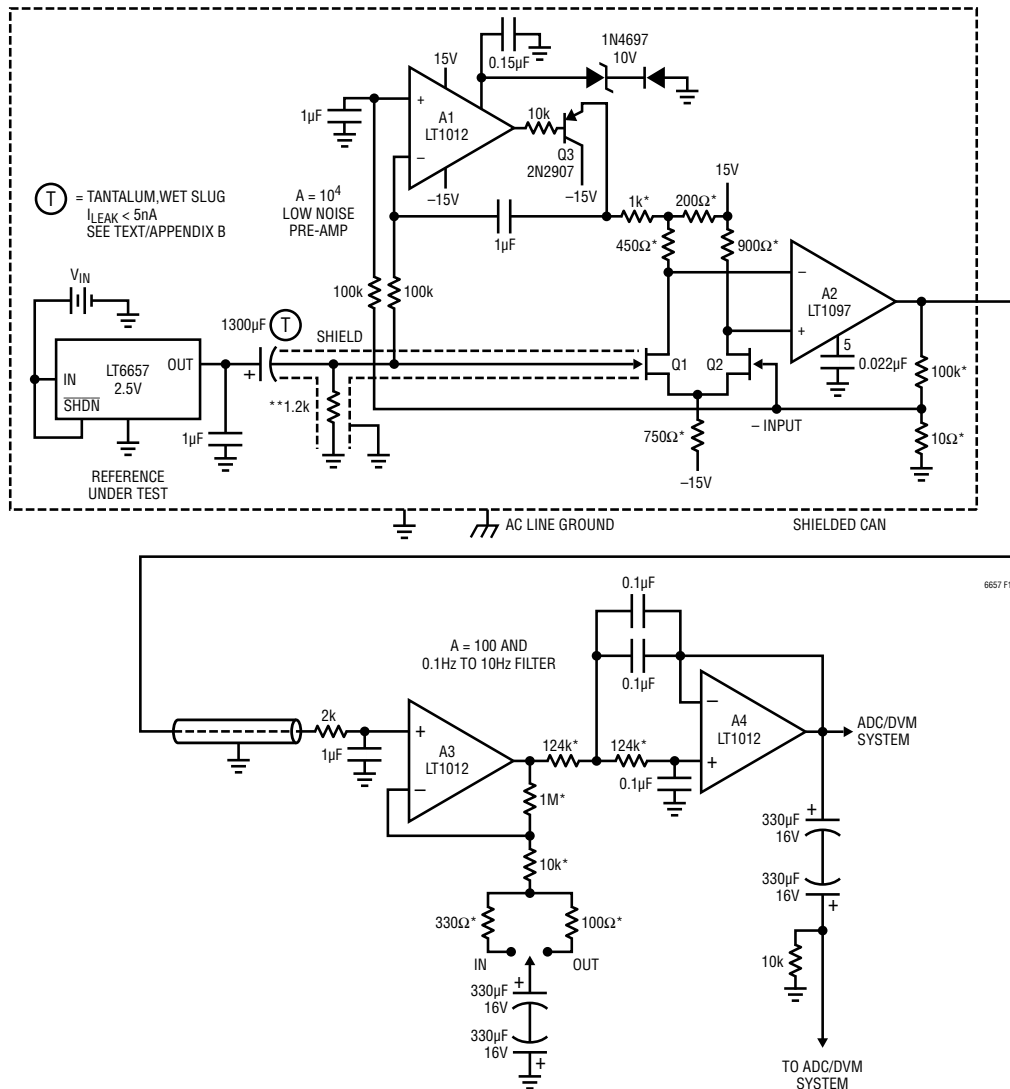 0.15µF
1N4697
10V
15V
1µF
A1
LT1012
+
–
–15V
10k
Q3
2N2907
–15V
15V
T
= TANTALUM,WET SLUG
ILEAK < 5nA
SEE TEXT/APPENDIX B
A = 10⁴
LOW NOISE
PRE-AMP
1µF
1k*
200Ω*
450Ω*
900Ω*
A2
LT1097
–
+
VIN
100k
100k
1300µF
T
SHIELD
+
IN
LT6657
2.5V
SHDN
OUT
Q1
Q2
5
0.022µF
100k*
**1.2k
1µF
– INPUT
750Ω*
10Ω*
–15V
REFERENCE
UNDER TEST
AC LINE GROUND
SHIELDED CAN
6657 F1
0.1µF
A = 100 AND
0.1Hz TO 10Hz FILTER
0.1µF
2k
1µF
+
–
A3
LT1012
124k*
124k*
0.1µF
–
+
A4
LT1012
ADC/DVM
SYSTEM
1M*
10k*
330Ω*
100Ω*
IN
OUT
+
330µF
16V
330µF
16V
+
+
330µF
16V
330µF
16V
+
10k
TO ADC/DVM
SYSTEM